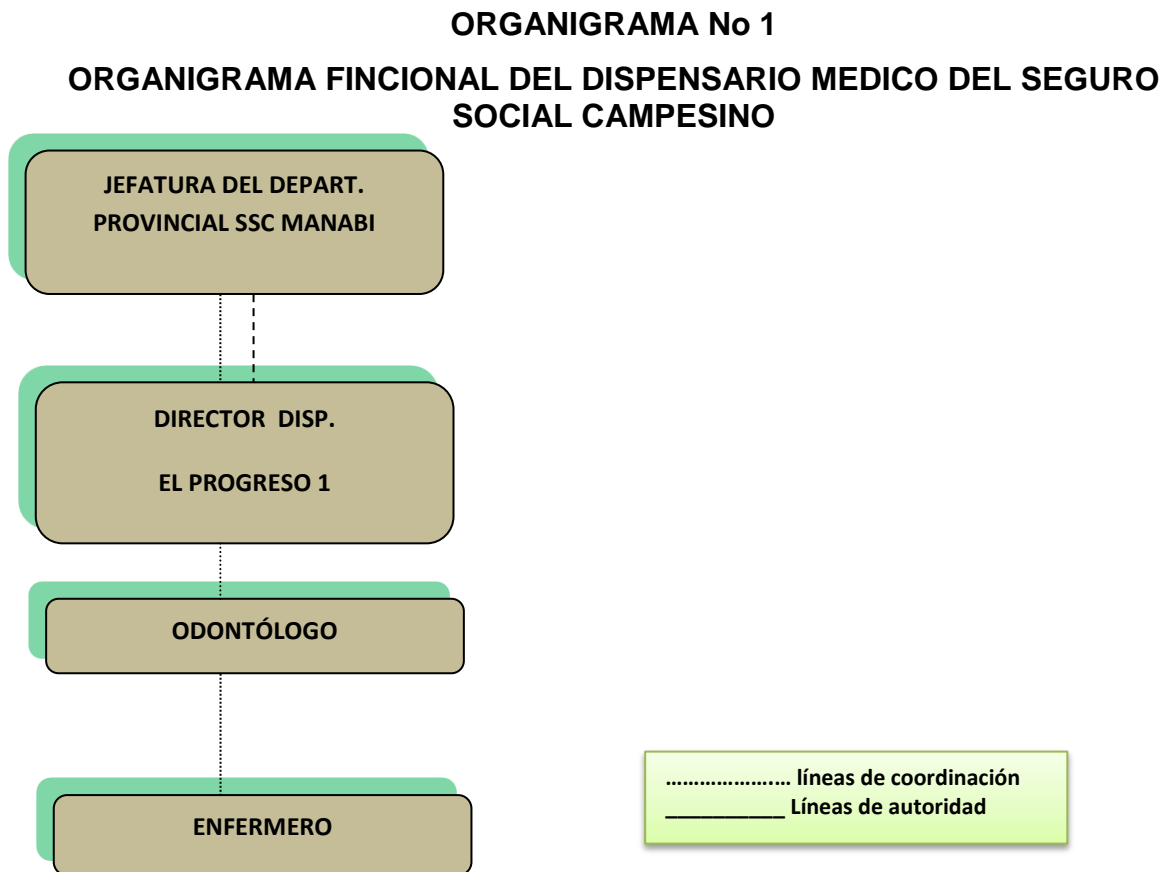 ORGANIGRAMA No 1
ORGANIGRAMA FINCIONAL DEL DISPENSARIO MEDICO DEL SEGURO
SOCIAL CAMPESINO
JEFATURA DEL DEPART.
PROVINCIAL SSC MANABI
DIRECTOR DISP.
EL PROGRESO 1
ODONTÓLOGO
ENFERMERO
……………….… líneas de coordinación
___________ Líneas de autoridad